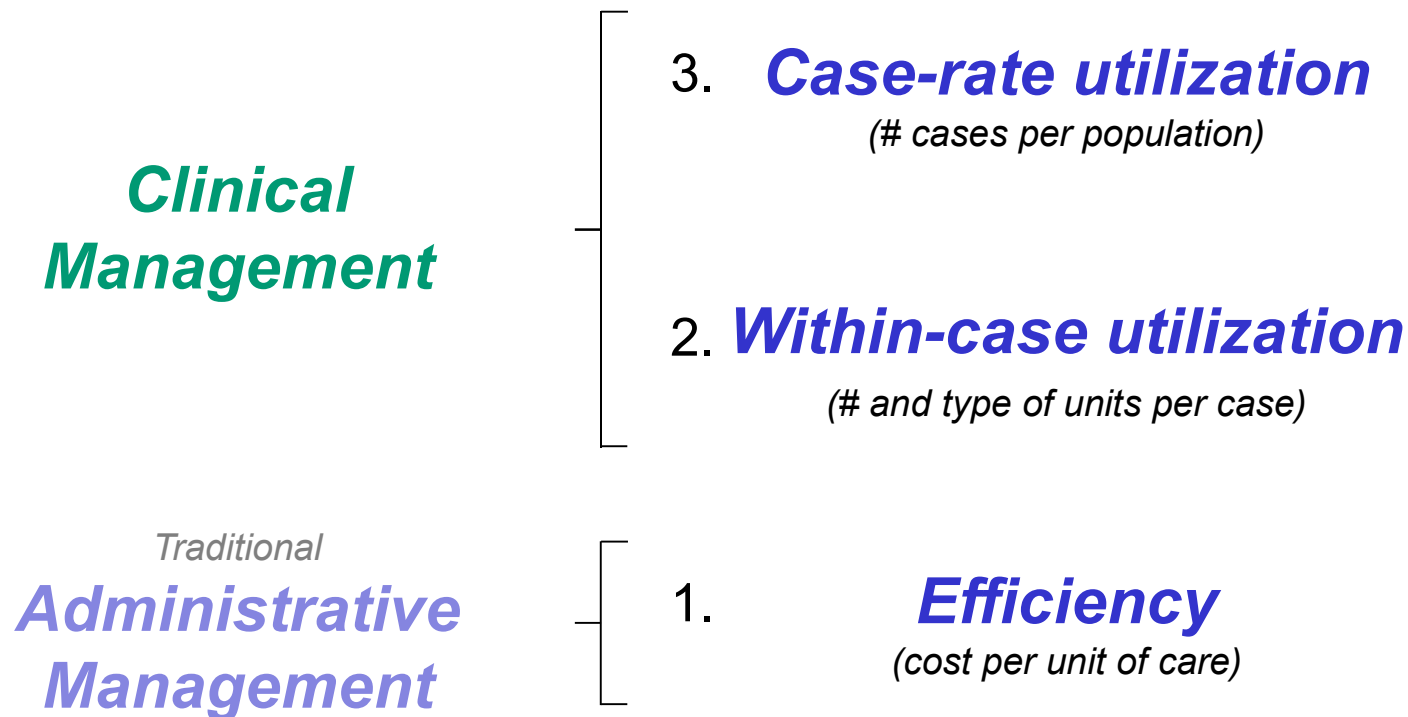 3. Case-rate utilization
(# cases per population)
Clinical
Management
2. Within-case utilization
(# and type of units per case)
Traditional
Administrative
Management
1. Efficiency
(cost per unit of care)